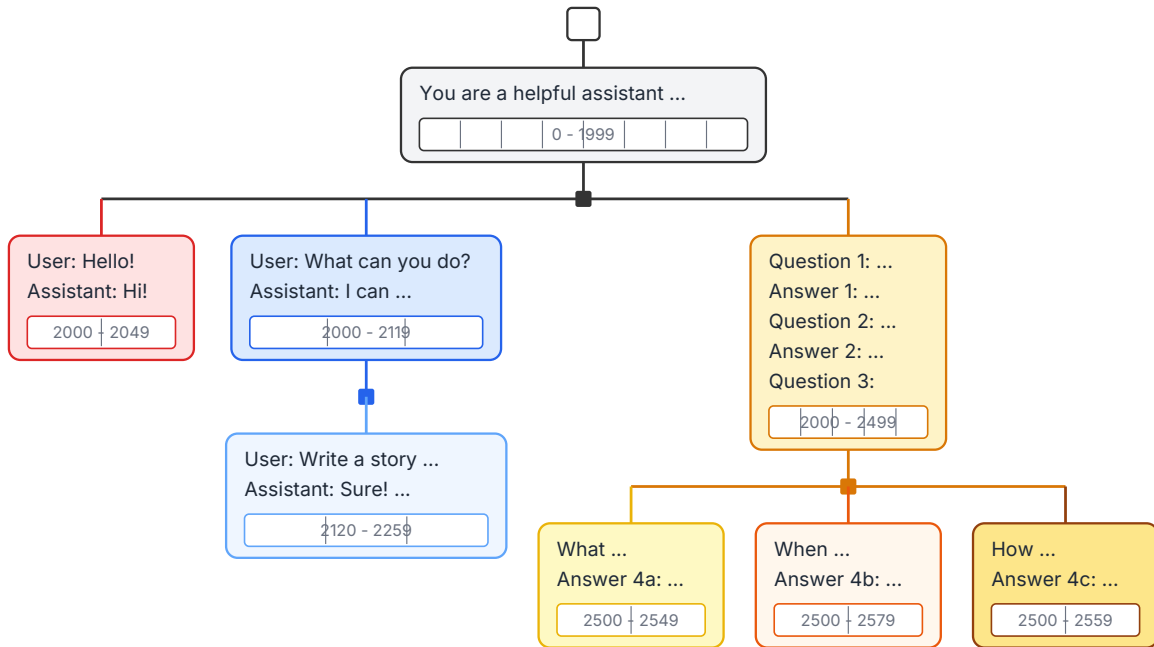 You are a helpful assistant ...
0 - 1999
User: Hello!
Assistant: Hi!
2000 - 2049
User: What can you do?
Assistant: I can ...
2000 - 2119
Question 1: ...
Answer 1: ...
Question 2: ...
Answer 2: ...
Question 3:
2000 - 2499
User: Write a story ...
Assistant: Sure! ...
2120 - 2259
What ...
Answer 4a: ...
2500 - 2549
When ...
Answer 4b: ...
2500 - 2579
How ...
Answer 4c: ...
2500 - 2559